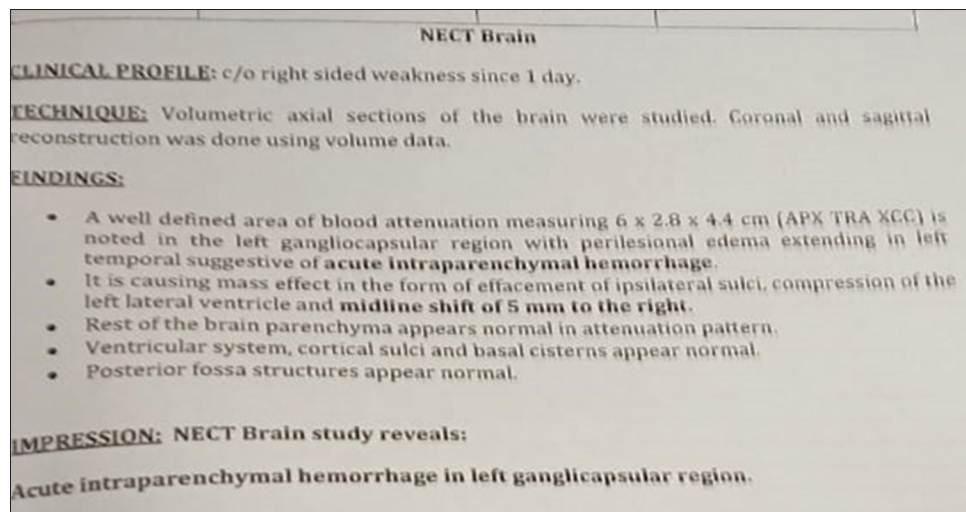 NECT Brain
CLINICAL PROFILE: c/o right sided weakness since 1 day.
TECHNIQUE: Volumetric axial sections of the brain were studied. Coronal and sagittal
reconstruction was done using volume data.
FINDINGS:
• A well defined area of blood attenuation measuring 6 x 2.8 x 4.4 cm (APX TRA XCC) is
noted in the left gangliocapsular region with perilesional edema extending in left
temporal suggestive of acute intraparenchymal hemorrhage.
• It is causing mass effect in the form of effacement of ipsilateral sulci, compression of the
left lateral ventricle and midline shift of 5 mm to the right.
• Rest of the brain parenchyma appears normal in attenuation pattern.
• Ventricular system, cortical sulci and basal cisterns appear normal.
• Posterior fossa structures appear normal.
IMPRESSION: NECT Brain study reveals:
Acute intraparenchymal hemorrhage in left ganglicapsular region.